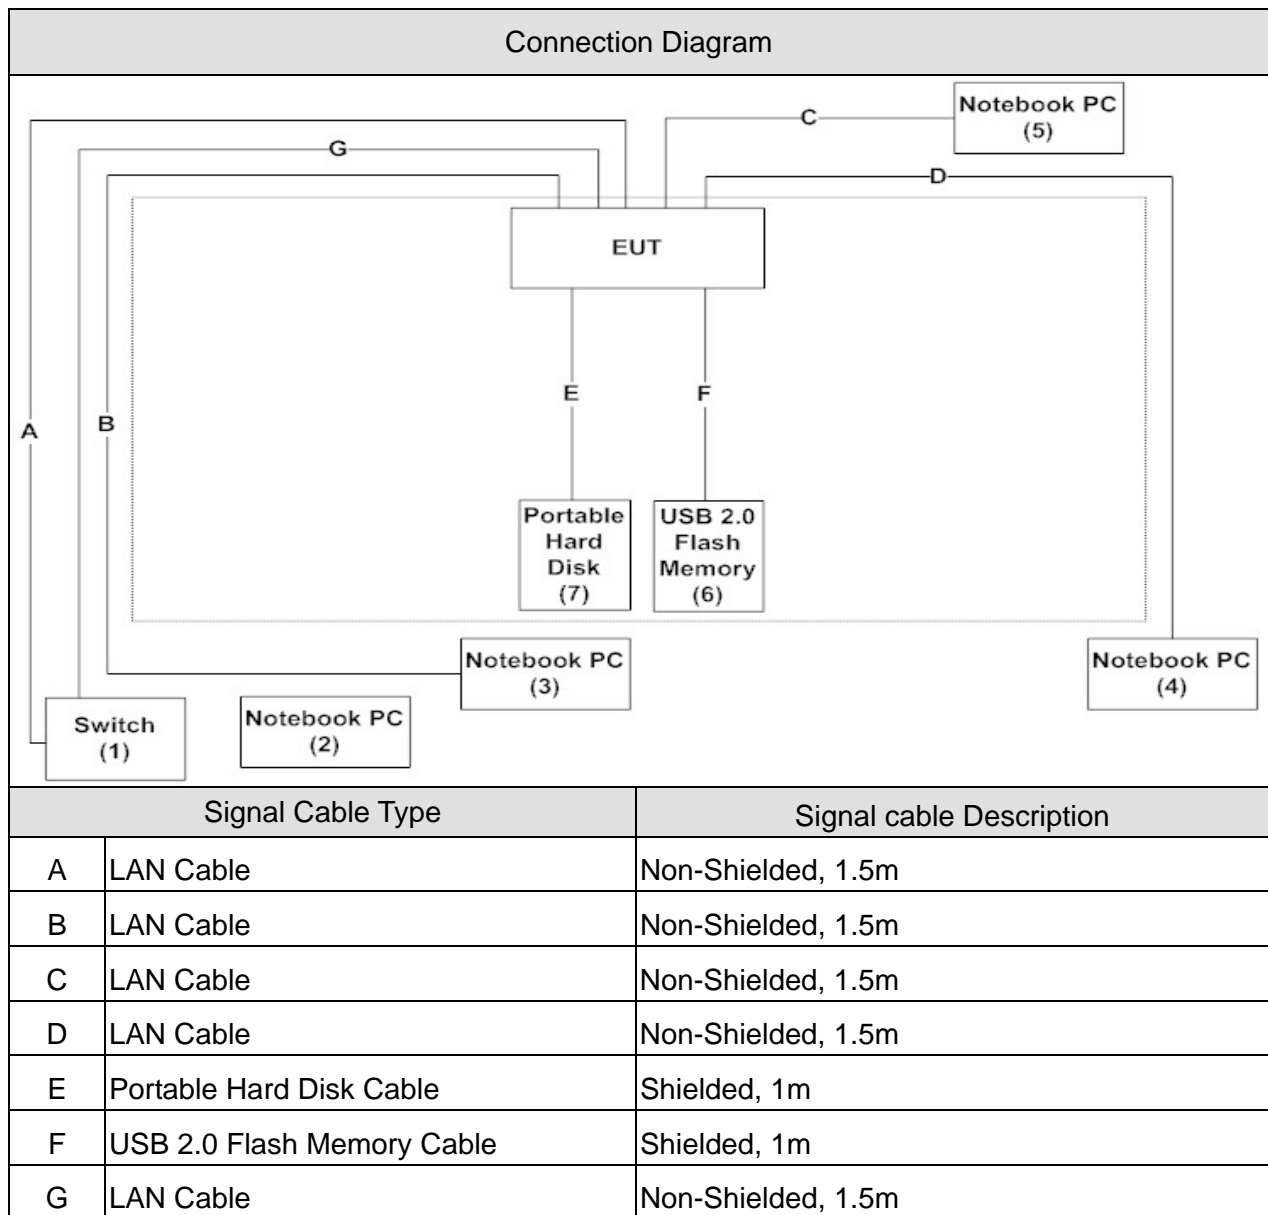 Connection Diagram
Notebook PC
(5)
C
G
D
EUT
A
B
E
F
Portable
Hard
Disk
(7)
USB 2.0
Flash
Memory
(6)
Notebook PC
(3)
Notebook PC
(4)
Switch
(1)
Notebook PC
(2)
Signal Cable Type Signal cable Description
A LAN Cable Non-Shielded, 1.5m
B LAN Cable Non-Shielded, 1.5m
C LAN Cable Non-Shielded, 1.5m
D LAN Cable Non-Shielded, 1.5m
E Portable Hard Disk Cable Shielded, 1m
F USB 2.0 Flash Memory Cable Shielded, 1m
G LAN Cable Non-Shielded, 1.5m